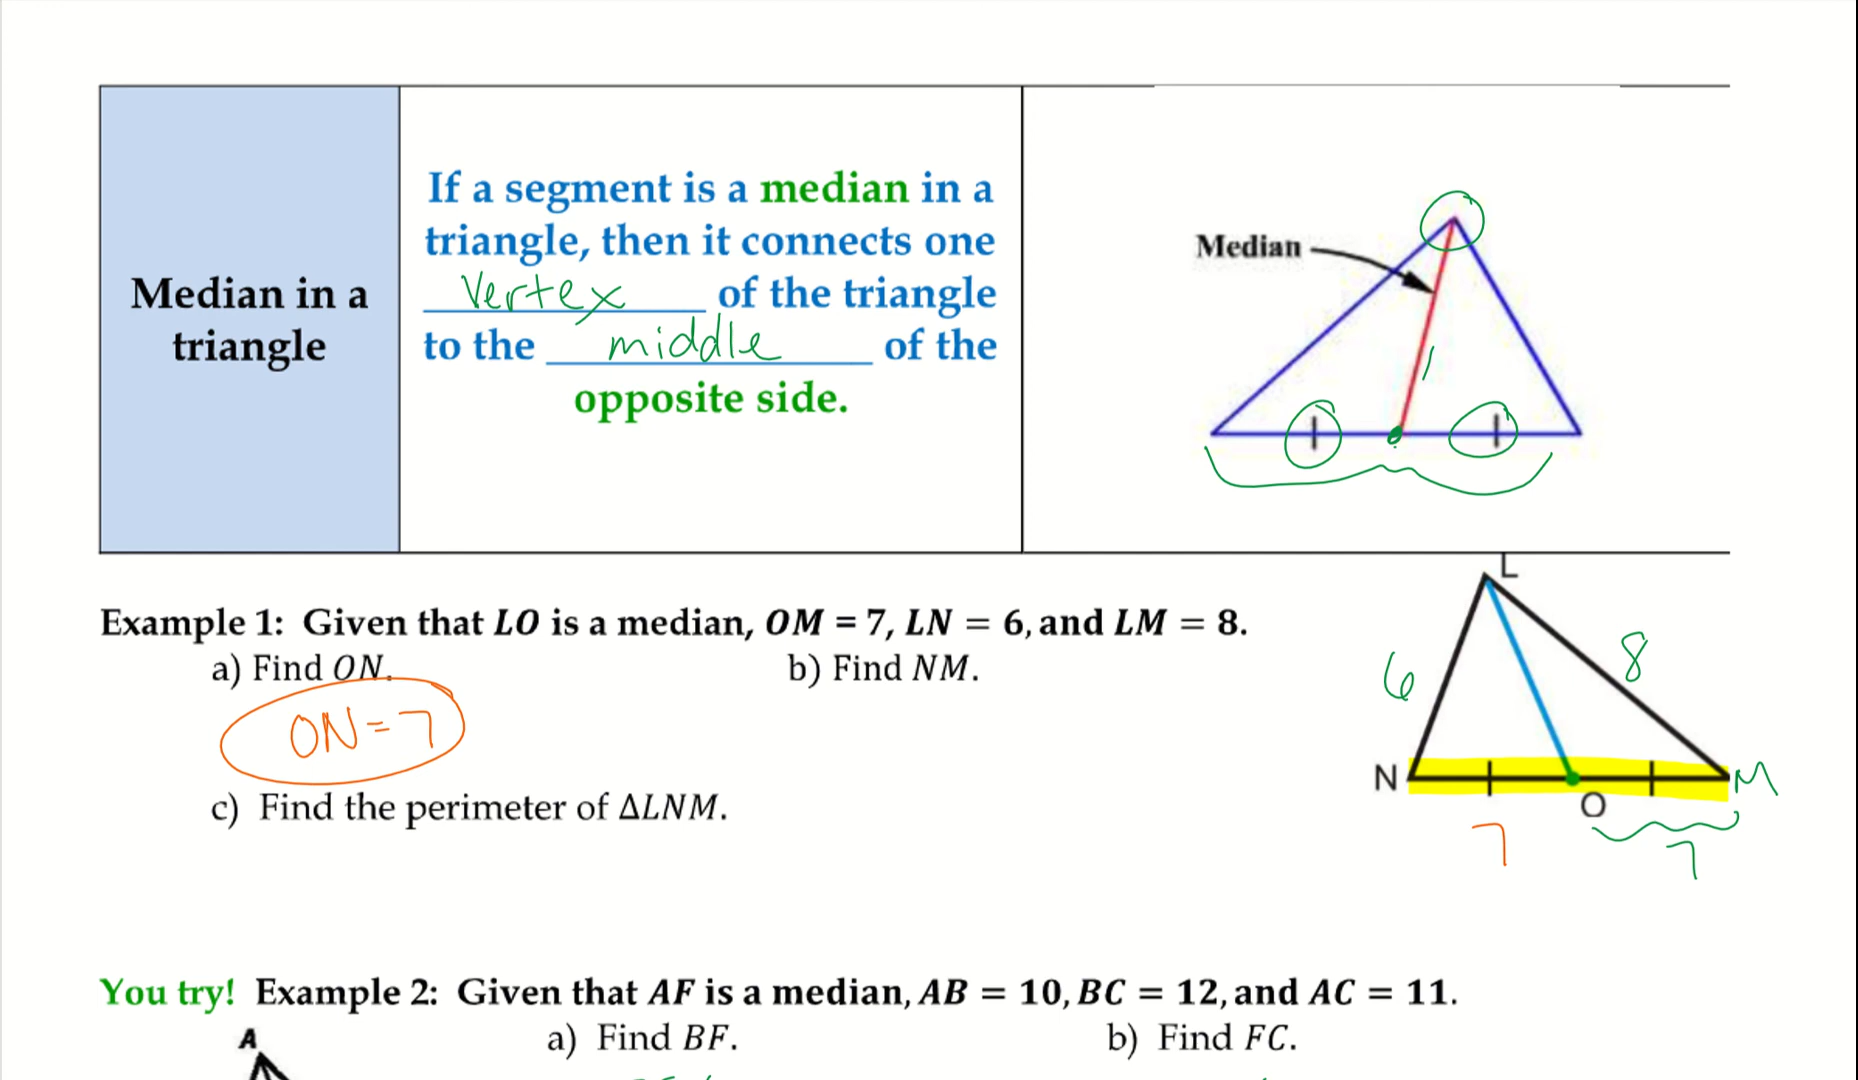 Median in a
triangle
If a segment is a median in a
triangle, then it connects one
Vertex of the triangle
to the middle of the
opposite side.
Median
Example 1: Given that LO is a median, OM = 7, LN = 6, and LM = 8.
a) Find ON.
b) Find NM.
ON = 7
c) Find the perimeter of ΔLNM.
L
6
8
N
M
O
7
7
You try! Example 2: Given that AF is a median, AB = 10, BC = 12, and AC = 11.
A
a) Find BF.
b) Find FC.